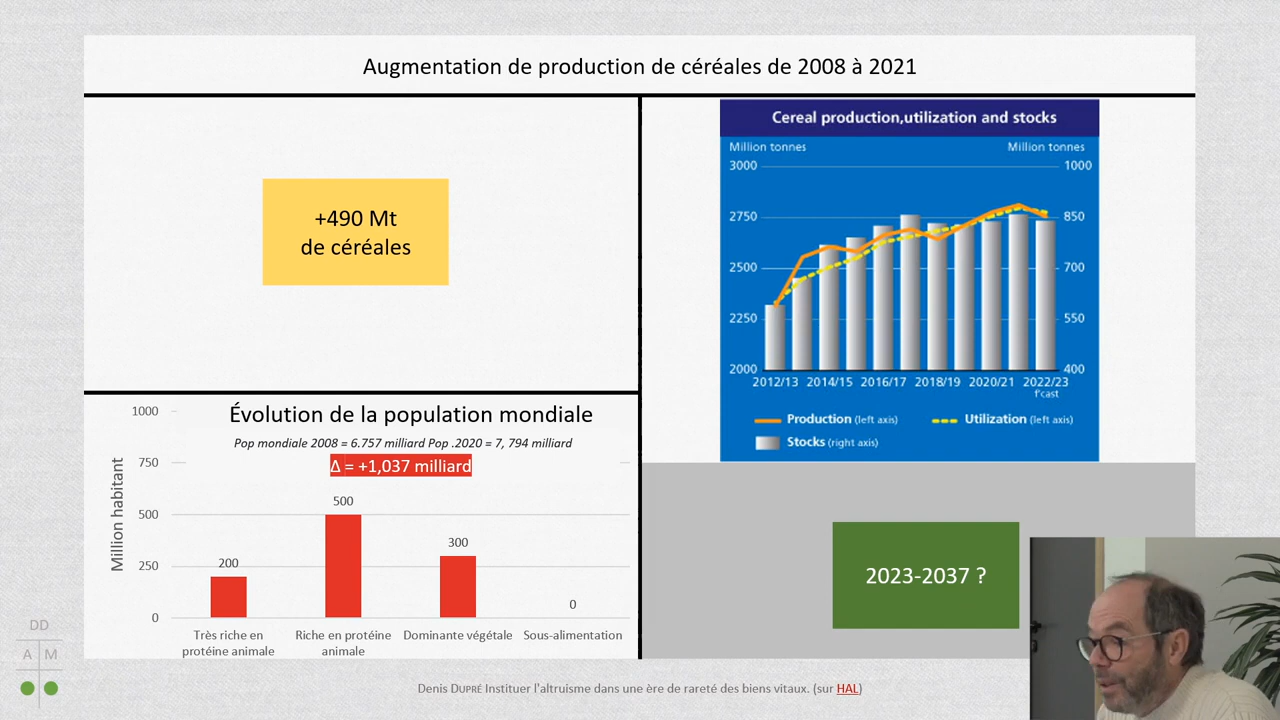 Augmentation de production de céréales de 2008 à 2021
+490 Mt
de céréales
Cereal production,utilization and stocks
Million tonnes
Million tonnes
3000
1000
2750
850
2500
700
2250
550
2000
400
2012/13 2014/15 2016/17 2018/19 2020/21 2022/23
f'cast
Production (left axis)
Utilization (left axis)
Stocks (right axis)
Évolution de la population mondiale
Pop mondiale 2008 = 6.757 milliard Pop .2020 = 7, 794 milliard
Δ = +1,037 milliard
Million habitant
1000
750
500
250
0
200
500
300
0
Très riche en
protéine animale
Riche en protéine
animale
Dominante végétale
Sous-alimentation
2023-2037 ?
DD
A M
Denis DUPRÉ Instituer l'altruisme dans une ère de rareté des biens vitaux. (sur HAL)